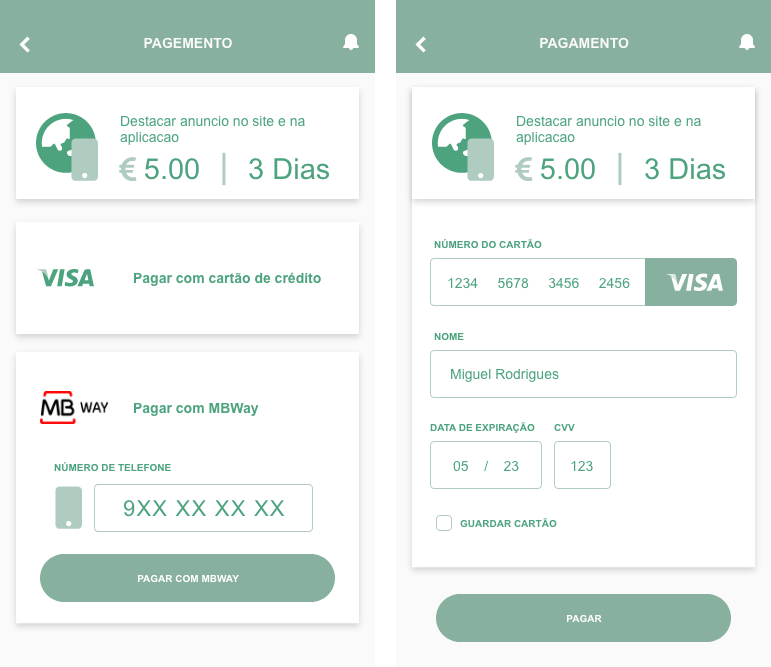 PAGEMENTO
Destacar anuncio no site e na
aplicacao
€ 5.00 | 3 Dias
VISA
Pagar com cartão de crédito
MB WAY
Pagar com MBWay
NÚMERO DE TELEFONE
9XX XX XX XX
PAGAR COM MBWAY
PAGAMENTO
Destacar anuncio no site e na
aplicacao
€ 5.00 | 3 Dias
NÚMERO DO CARTÃO
1234 5678 3456 2456 VISA
NOME
Miguel Rodrigues
DATA DE EXPIRAÇÃO CVV
05 / 23 123
GUARDAR CARTÃO
PAGAR